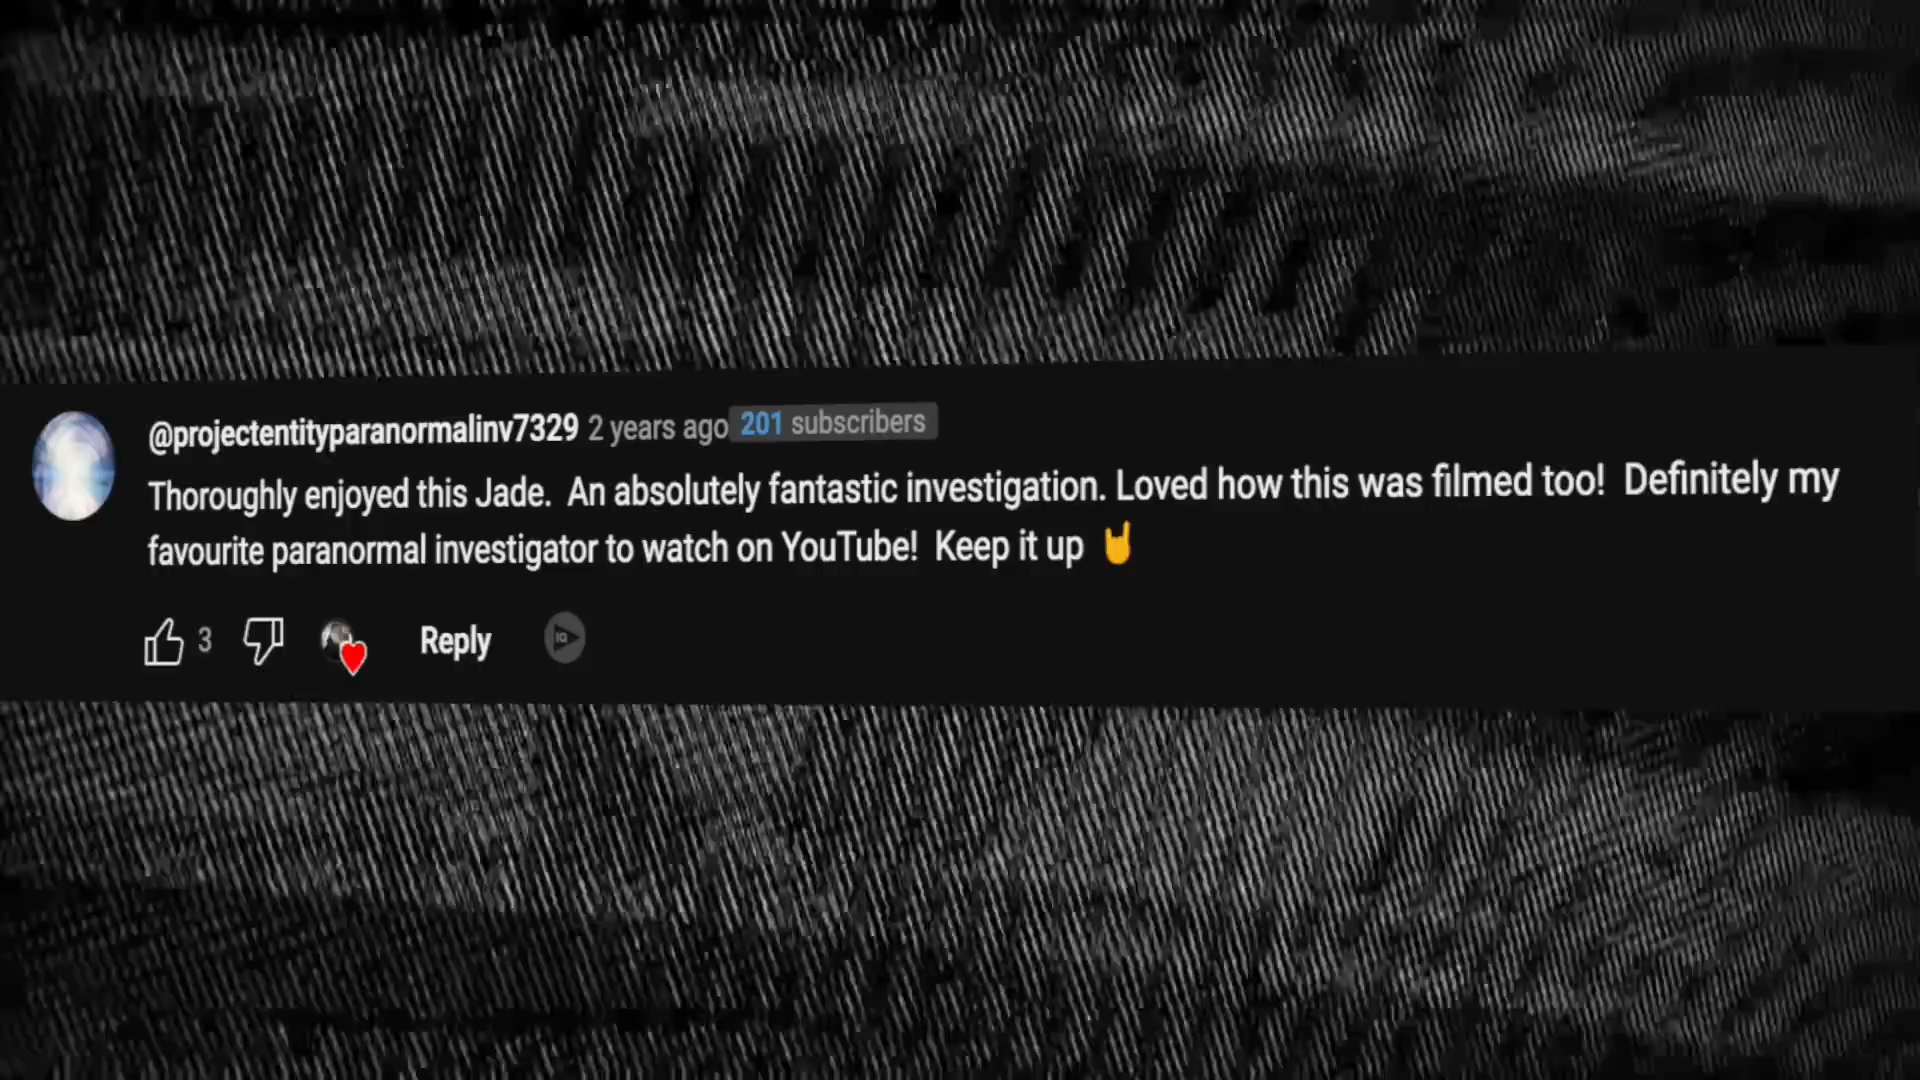 @projectentityparanormalinv7329 2 years ago 201 subscribers
Thoroughly enjoyed this Jade. An absolutely fantastic investigation. Loved how this was filmed too! Definitely my
favourite paranormal investigator to watch on YouTube! Keep it up 🤘
3 Reply